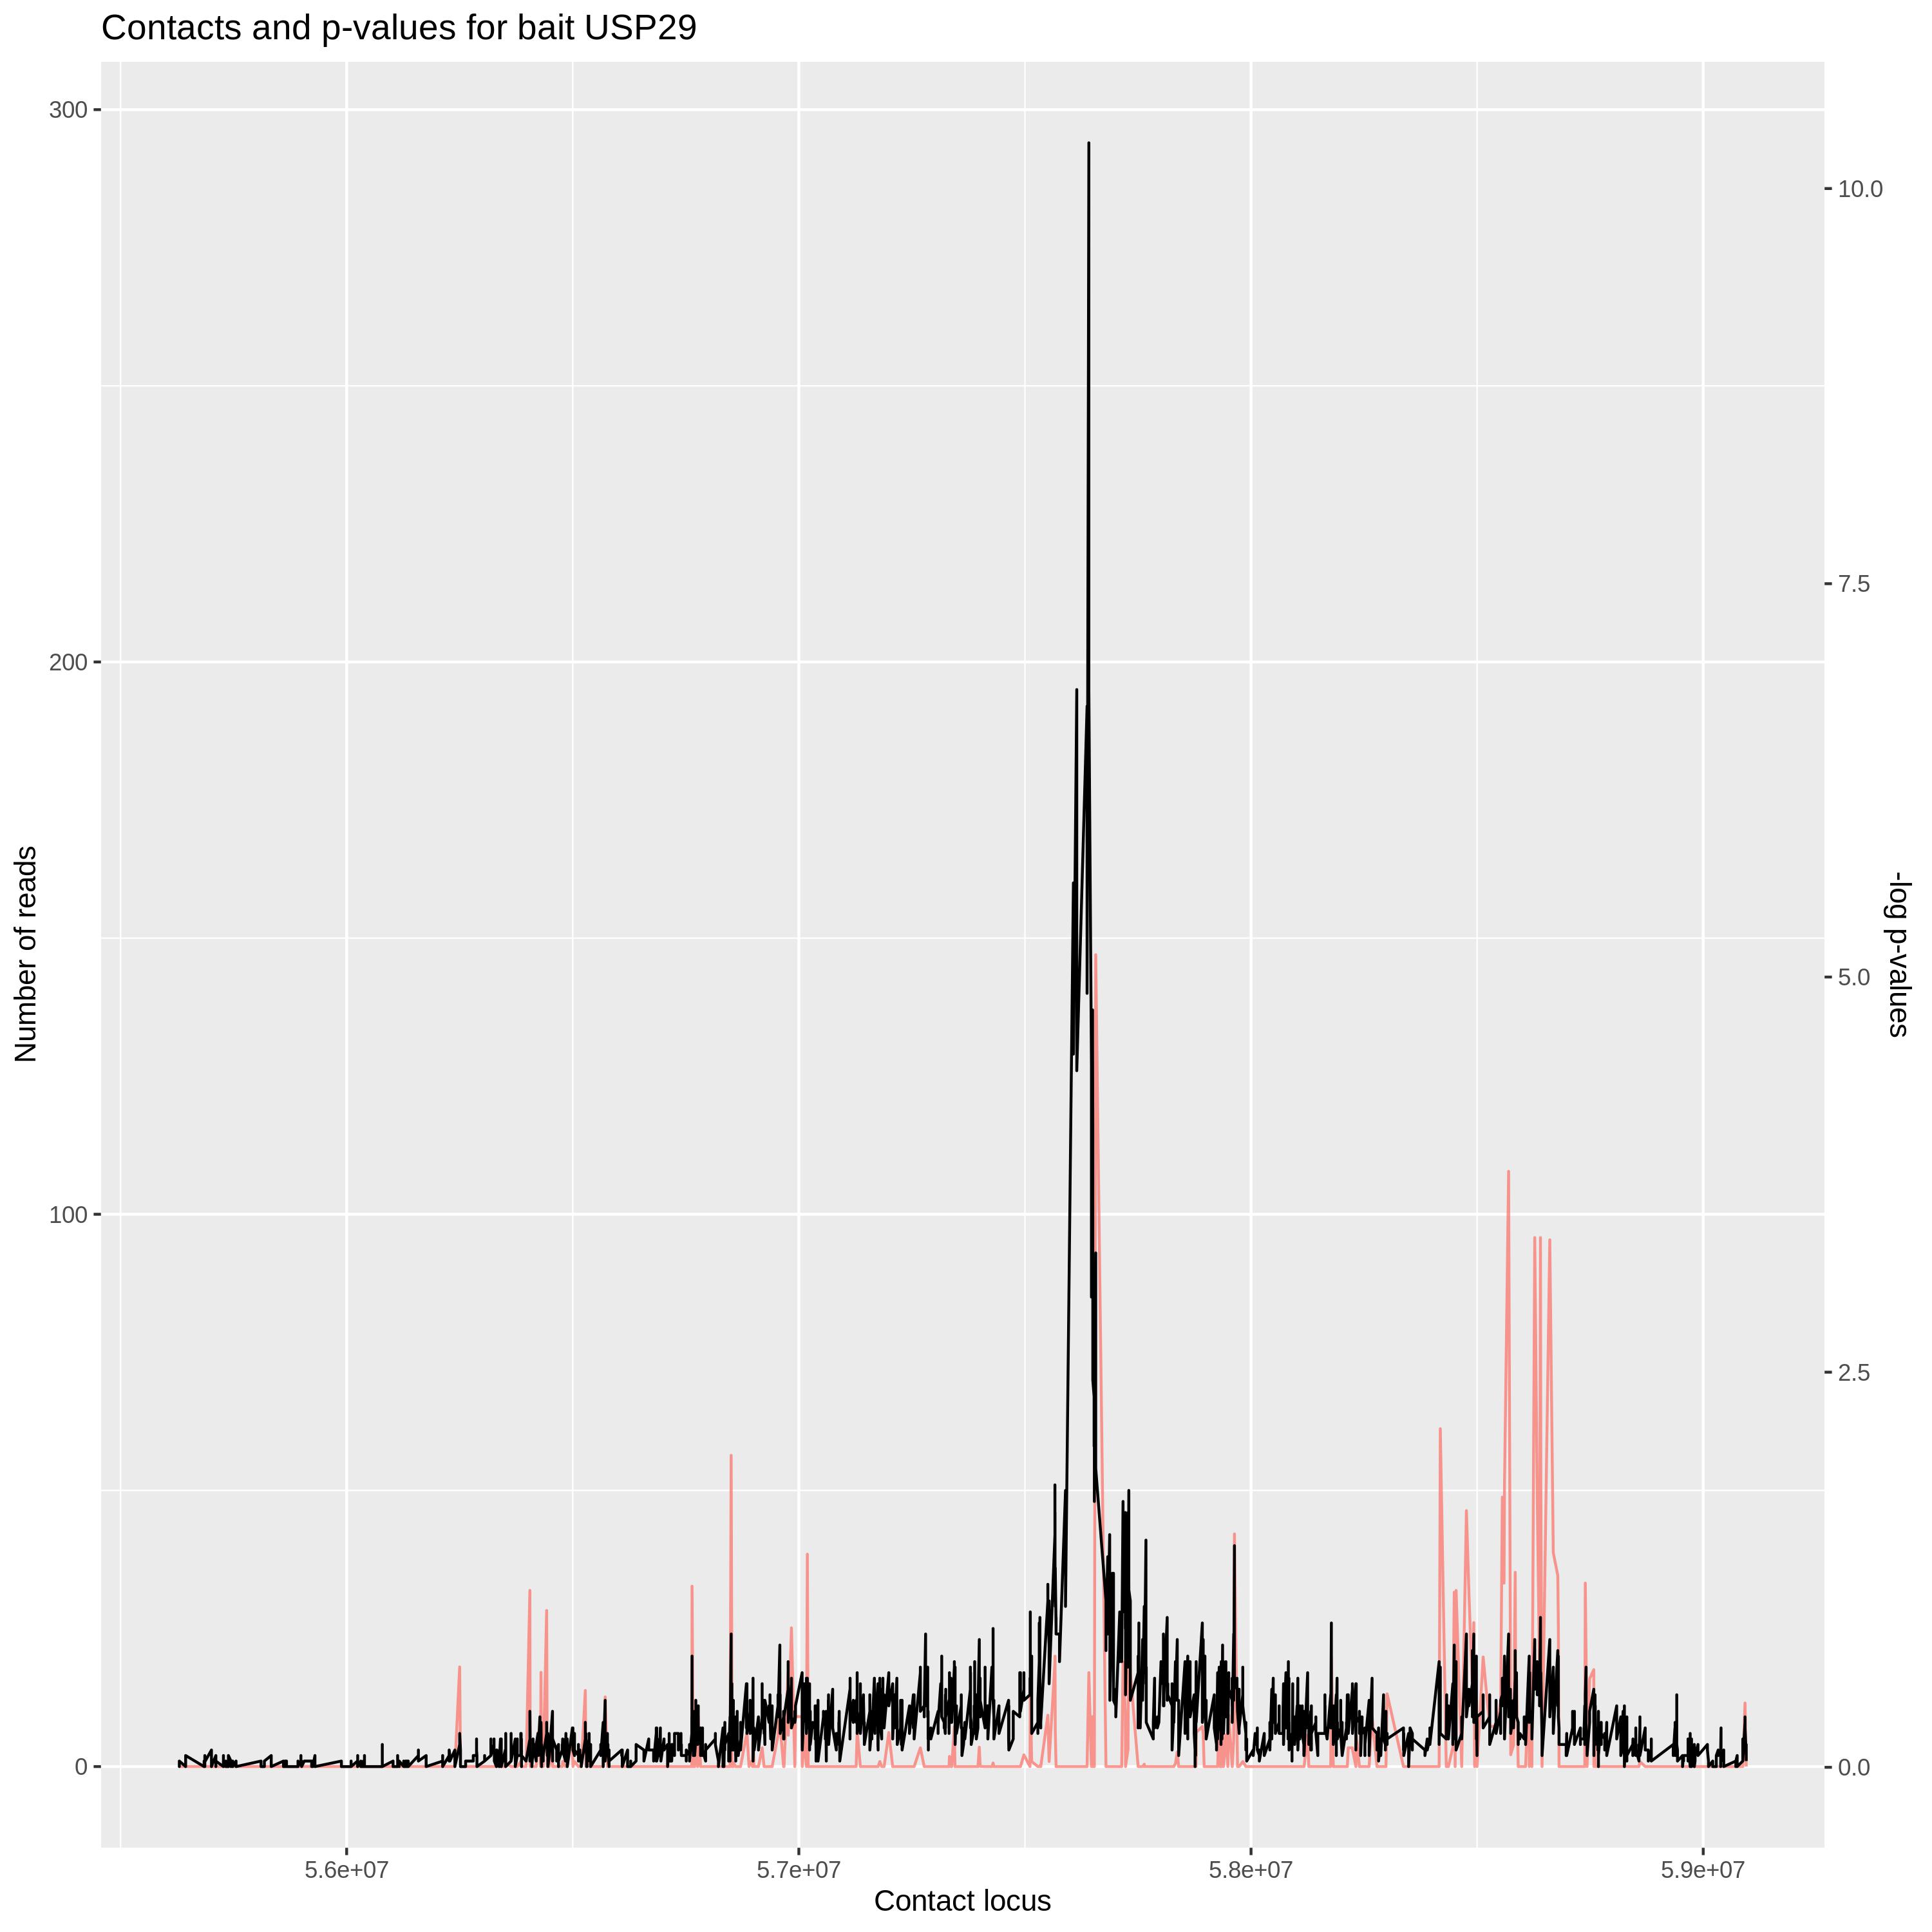 Contacts and p-values for bait USP29
300
200
100
0
Number of reads
10.0
7.5
5.0
2.5
0.0
-log p-values
5.6e+07
5.7e+07
5.8e+07
5.9e+07
Contact locus